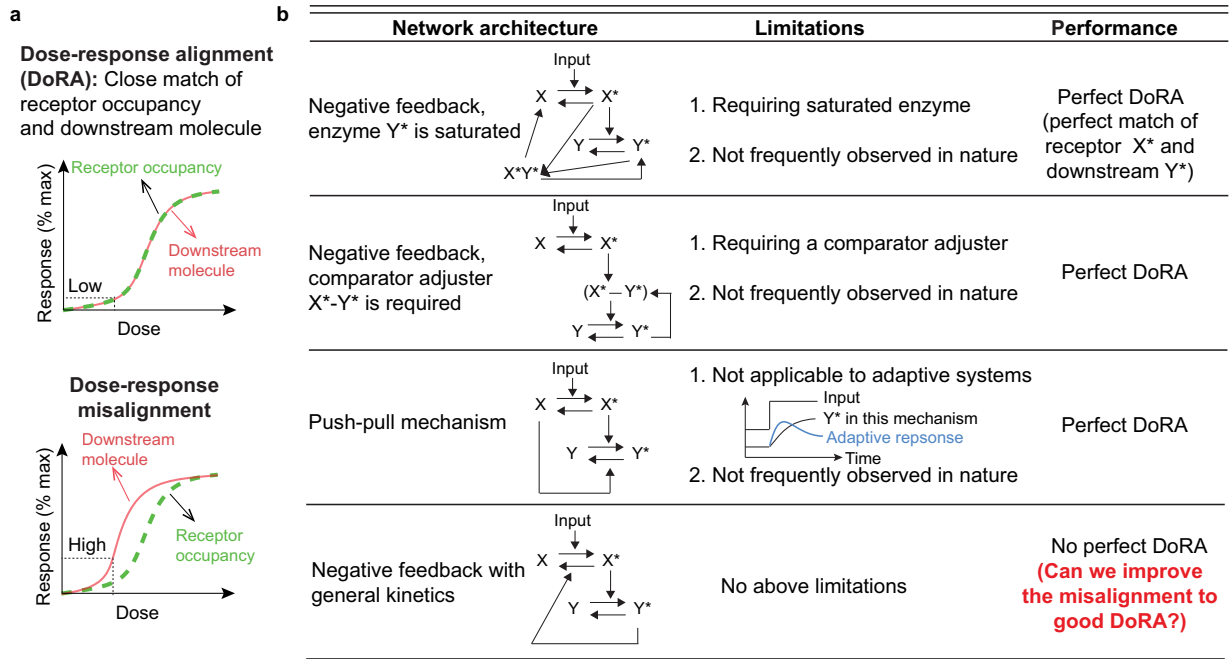 a
Dose-response alignment
(DoRA): Close match of
receptor occupancy
and downstream molecule
Receptor occupancy
Downstream
molecule
Low
Response (% max)
Dose
Dose-response
misalignment
Downstream
molecule
High
Receptor
occupancy
Response (% max)
Dose
b
Network architecture
Limitations
Performance
Negative feedback,
enzyme Y* is saturated
Input
X
X*
Y
Y*
X*Y*
1. Requiring saturated enzyme
2. Not frequently observed in nature
Perfect DoRA
(perfect match of
receptor X* and
downstream Y*)
Negative feedback,
comparator adjuster
X*-Y* is required
Input
X
X*
(X* – Y*)
Y
Y*
1. Requiring a comparator adjuster
2. Not frequently observed in nature
Perfect DoRA
Push-pull mechanism
Input
X
X*
Y
Y*
1. Not applicable to adaptive systems
Input
Y* in this mechanism
Adaptive repsonse
Time
2. Not frequently observed in nature
Perfect DoRA
Negative feedback with
general kinetics
Input
X
X*
Y
Y*
No above limitations
No perfect DoRA
(Can we improve
the misalignment to
good DoRA?)